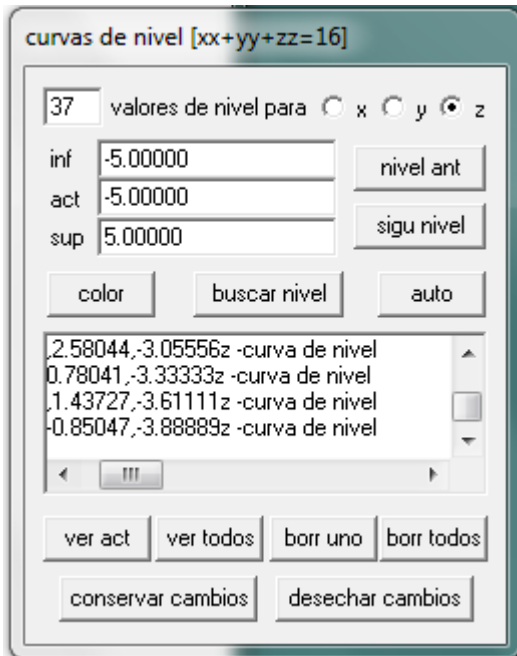 curvas de nivel [xx+yy+zz=16]
37 valores de nivel para x y z
inf -5.00000
nivel ant
act -5.00000
sup 5.00000
sigu nivel
color buscar nivel auto
,2.58044,-3.05556z -curva de nivel
0.78041,-3.33333z -curva de nivel
,1.43727,-3.61111z -curva de nivel
-0.85047,-3.88889z -curva de nivel
ver act ver todos borr uno borr todos
conservar cambios desechar cambios